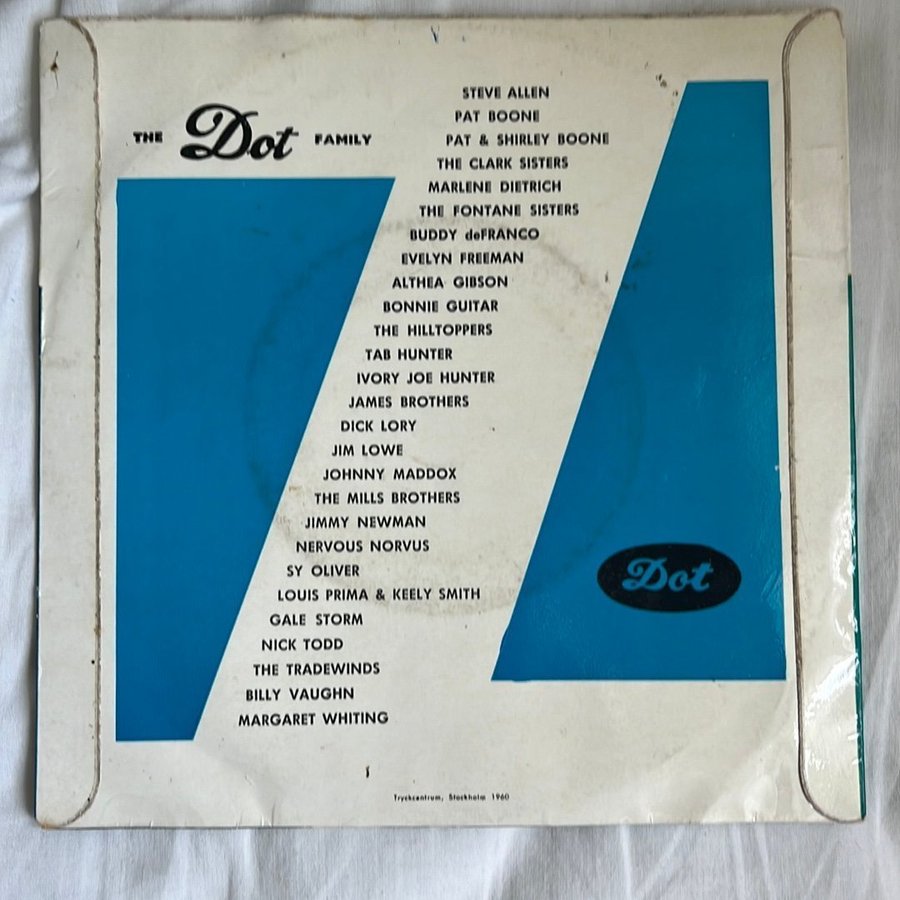 THE Dot FAMILY
STEVE ALLEN
PAT BOONE
PAT & SHIRLEY BOONE
THE CLARK SISTERS
MARLENE DIETRICH
THE FONTANE SISTERS
BUDDY deFRANCO
EVELYN FREEMAN
ALTHEA GIBSON
BONNIE GUITAR
THE HILLTOPPERS
TAB HUNTER
IVORY JOE HUNTER
JAMES BROTHERS
DICK LORY
JIM LOWE
JOHNNY MADDOX
THE MILLS BROTHERS
JIMMY NEWMAN
NERVOUS NORVUS
SY OLIVER
LOUIS PRIMA & KEELY SMITH
GALE STORM
NICK TODD
THE TRADEWINDS
BILLY VAUGHN
MARGARET WHITING
Dot
Tryckcentrum, Stockholm 1960